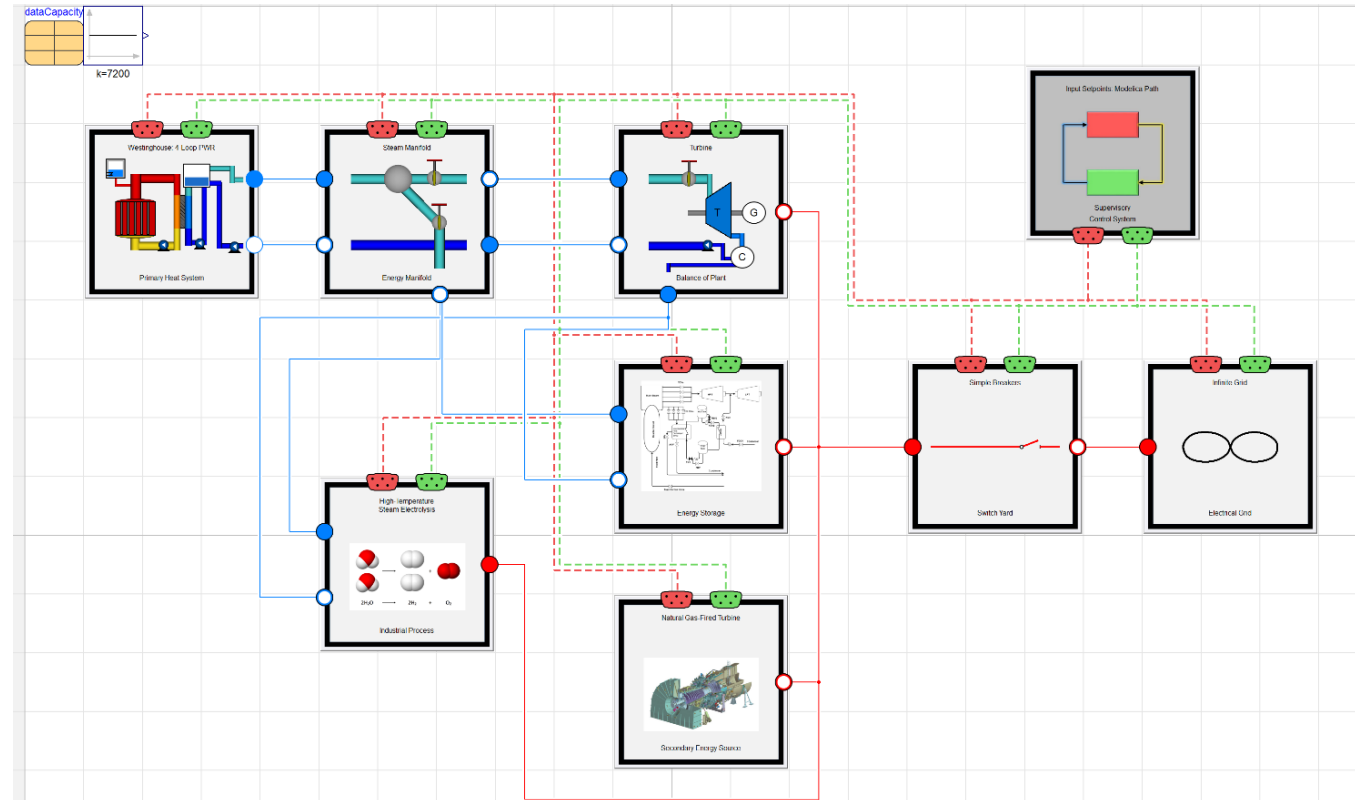 dataCapacity
k=7200
Westinghouse: 4 Loop PWR
Primary Heat System
Steam Manifold
Energy Manifold
Turbine
T
G
C
Balance of Plant
Input Setpoints: Modelica Path
Supervisory
Control System
Energy Storage
Simple Breakers
Switch Yard
Infinite Grid
Electrical Grid
High-Temperature
Steam Electrolysis
2H₂O → 2H₂ + O₂
Industrial Process
Natural Gas-Fired Turbine
Secondary Energy Source